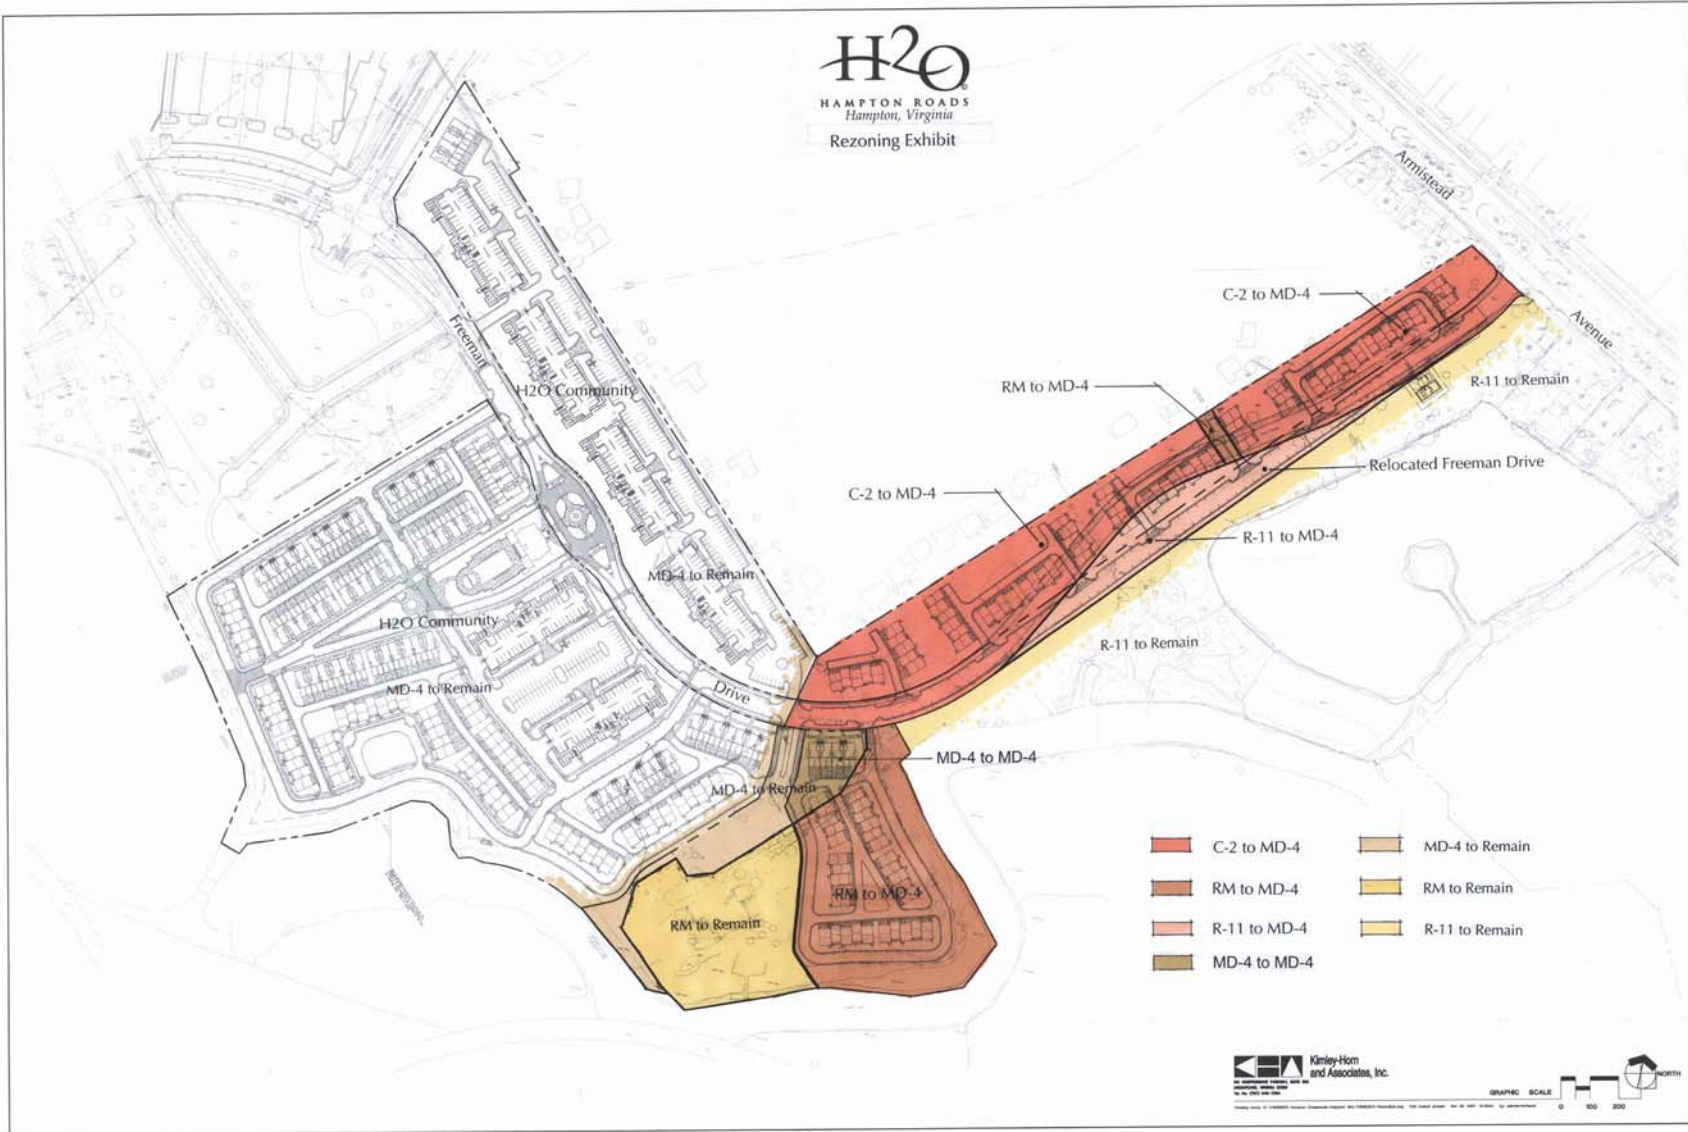 H2O
HAMPTON ROADS
Hampton, Virginia
Rezoning Exhibit
Armistead
Avenue
C-2 to MD-4
RM to MD-4
R-11 to Remain
Freeman
H2O Community
Relocated Freeman Drive
C-2 to MD-4
R-11 to MD-4
MD-4 to Remain
H2O Community
R-11 to Remain
MD-4 to Remain
Drive
MD-4 to MD-4
MD-4 to Remain
RM to MD-4
RM to Remain
C-2 to MD-4
MD-4 to Remain
RM to MD-4
RM to Remain
R-11 to MD-4
R-11 to Remain
MD-4 to MD-4
Kimley-Horn
and Associates, Inc.
GRAPHIC SCALE
0 100 200
NORTH